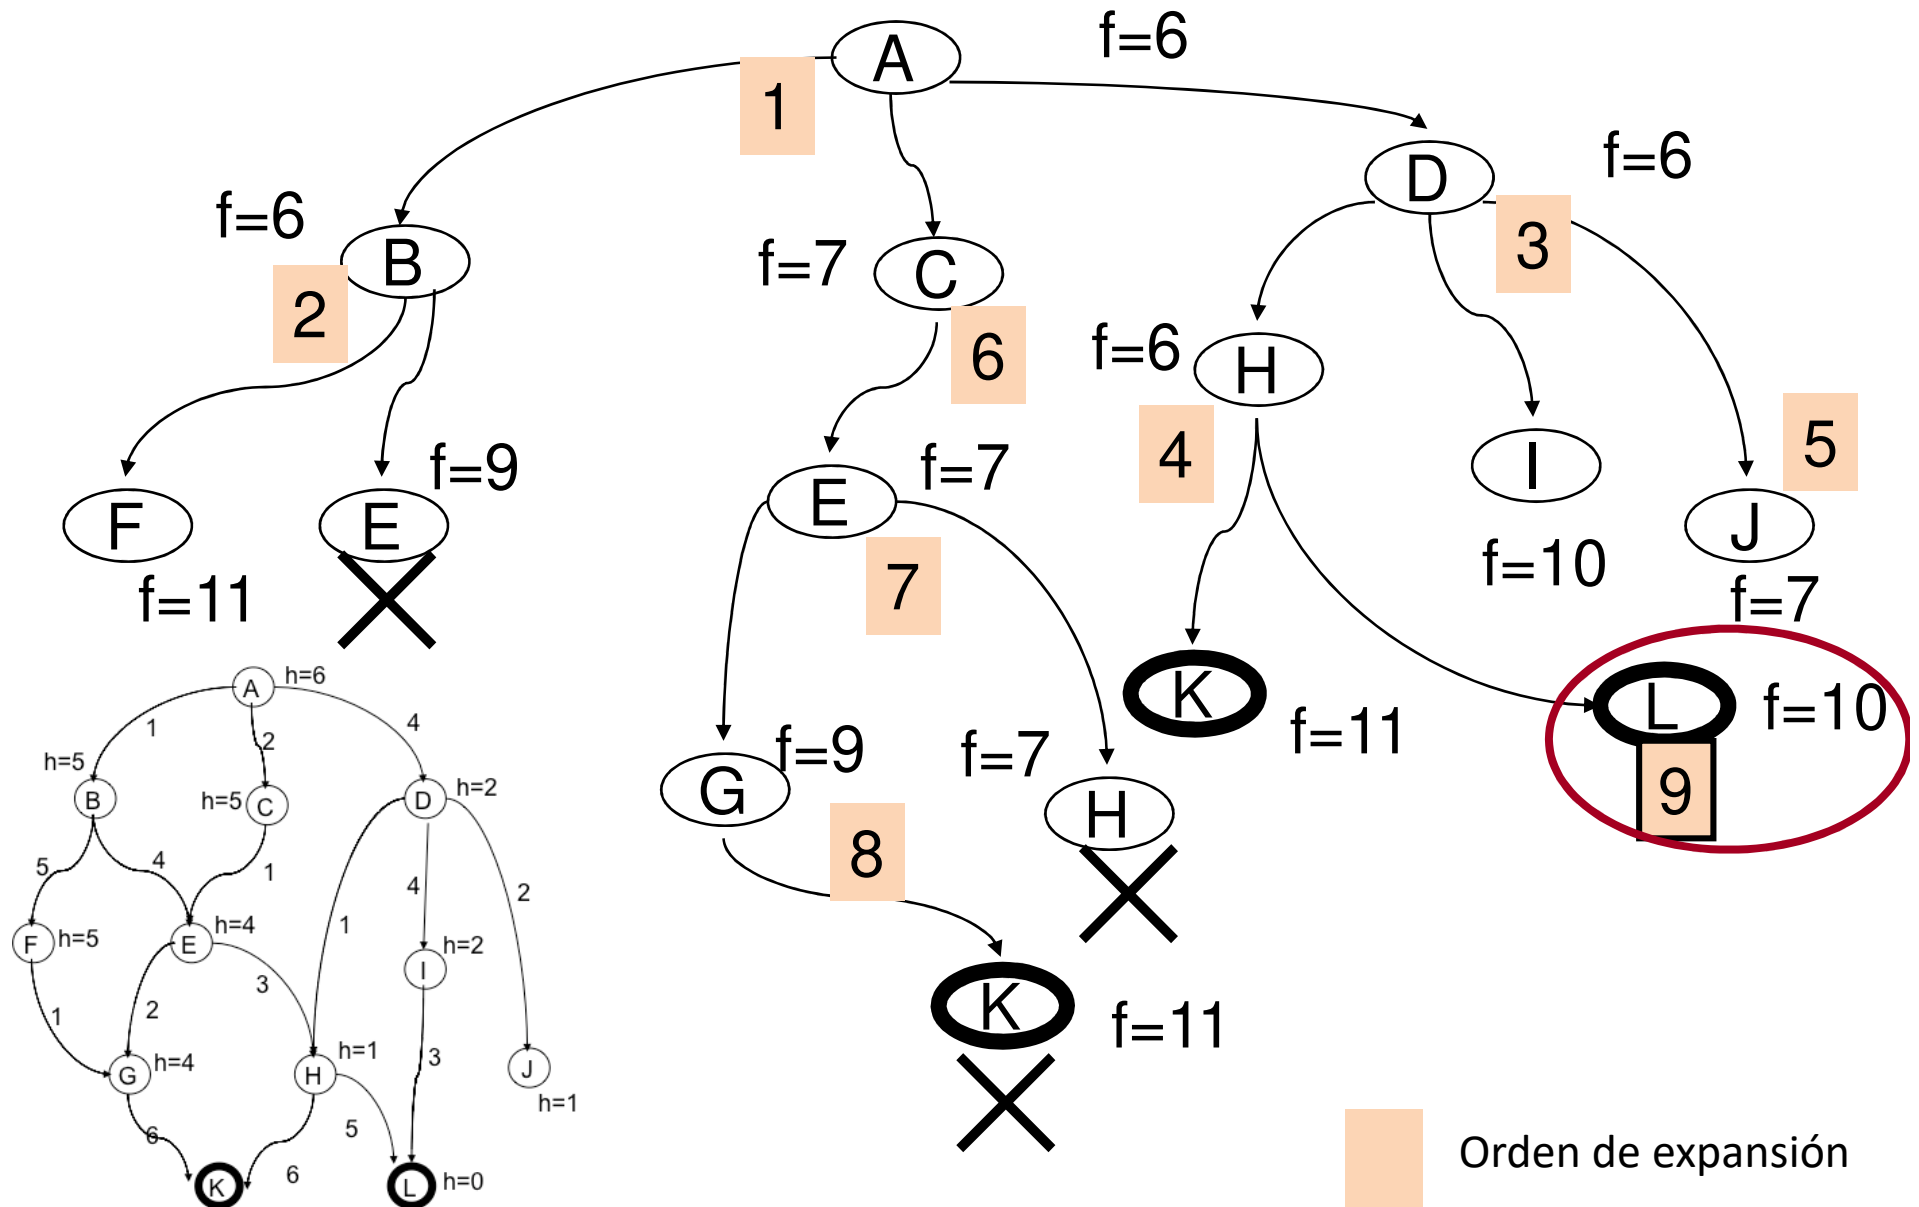 A
f=6
1
D
f=6
3
f=6
B
2
f=7
C
6
f=6
H
4
I
f=10
5
J
f=7
F
f=11
E
f=9
E
f=7
7
K
f=11
L
f=10
9
G
f=9
f=7
H
8
K
f=11
A
h=6
1
2
4
h=5
B
h=5
C
D
h=2
5
4
1
1
4
2
F
h=5
E
h=4
I
h=2
3
1
2
3
G
h=4
H
h=1
J
h=1
6
6
5
K
L
h=0
Orden de expansión